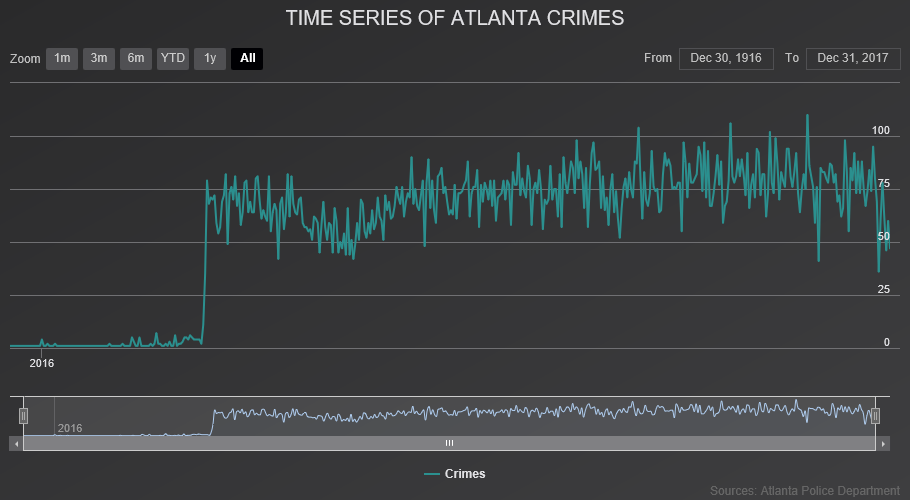 TIME SERIES OF ATLANTA CRIMES
Zoom 1m 3m 6m YTD 1y All From Dec 30, 1916 To Dec 31, 2017
100
75
50
25
0
2016
2016
Crimes
Sources: Atlanta Police Department